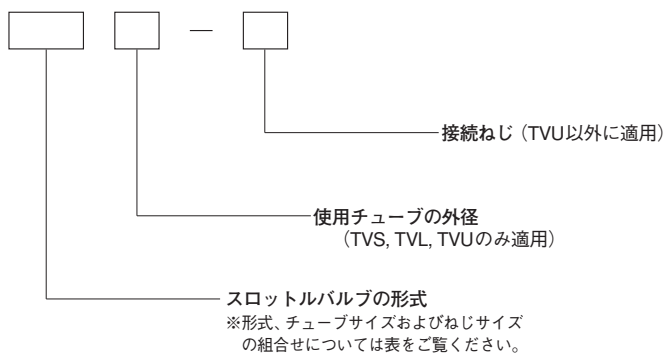 —
接続ねじ（TVU以外に適用）
使用チューブの外径
（TVS, TVL, TVUのみ適用）
スロットルバルブの形式
※形式、チューブサイズおよびねじサイズ
の組合せについては表をご覧ください。